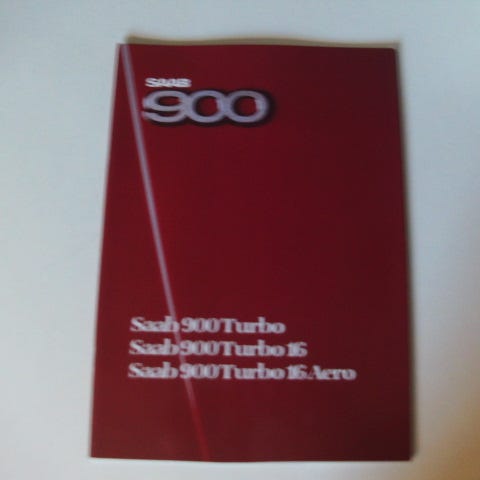 SAAB
900
Saab 900 Turbo
Saab 900 Turbo 16
Saab 900 Turbo 16 Aero